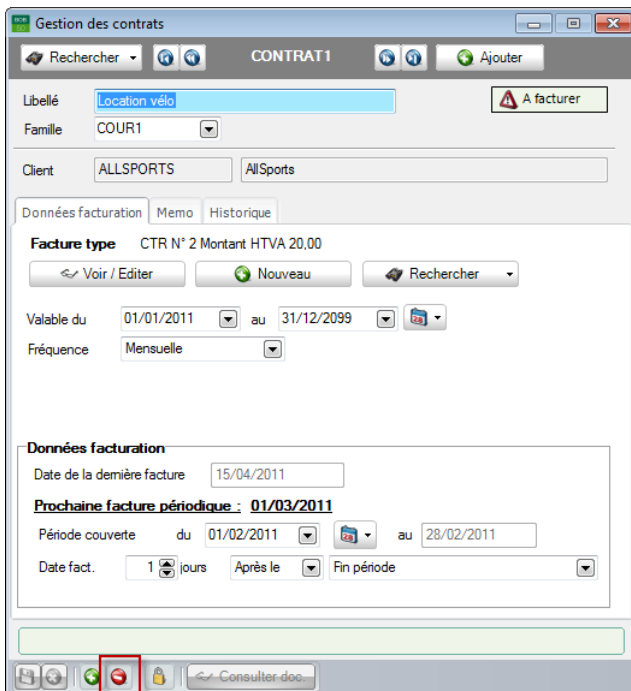 Gestion des contrats
Rechercher CONTRAT1 Ajouter
Libellé Location vélo A facturer
Famille COUR1
Client ALLSPORTS AllSports
Données facturation Memo Historique
Facture type CTR N° 2 Montant HTVA 20,00
Voir / Editer Nouveau Rechercher
Valable du 01/01/2011 au 31/12/2099
Fréquence Mensuelle
Données facturation
Date de la dernière facture 15/04/2011
Prochaine facture périodique : 01/03/2011
Période couverte du 01/02/2011 au 28/02/2011
Date fact. 1 jours Après le Fin période
Consulter doc.